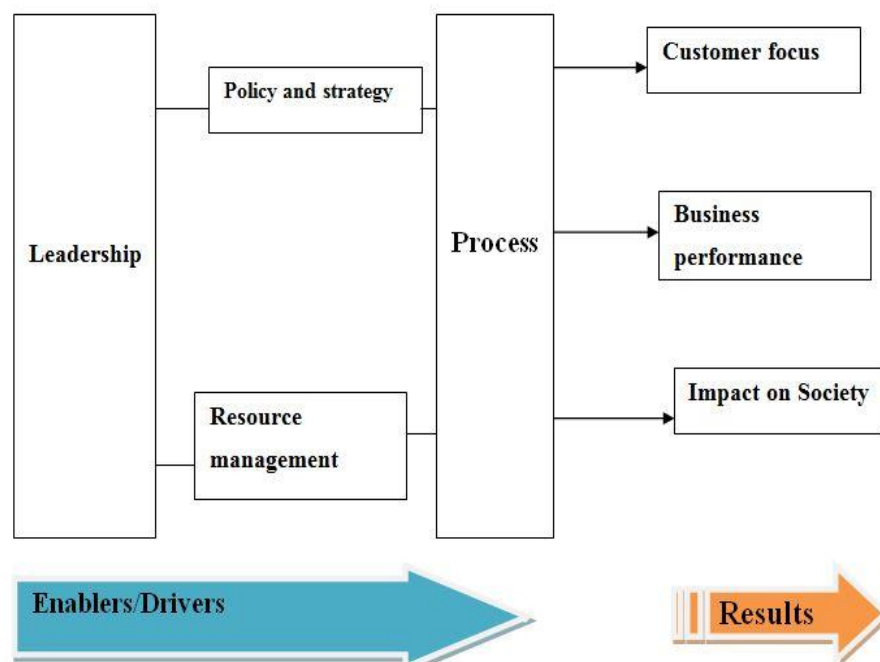 Leadership
Policy and strategy
Resource
management
Process
Customer focus
Business
performance
Impact on Society
Enablers/Drivers
Results